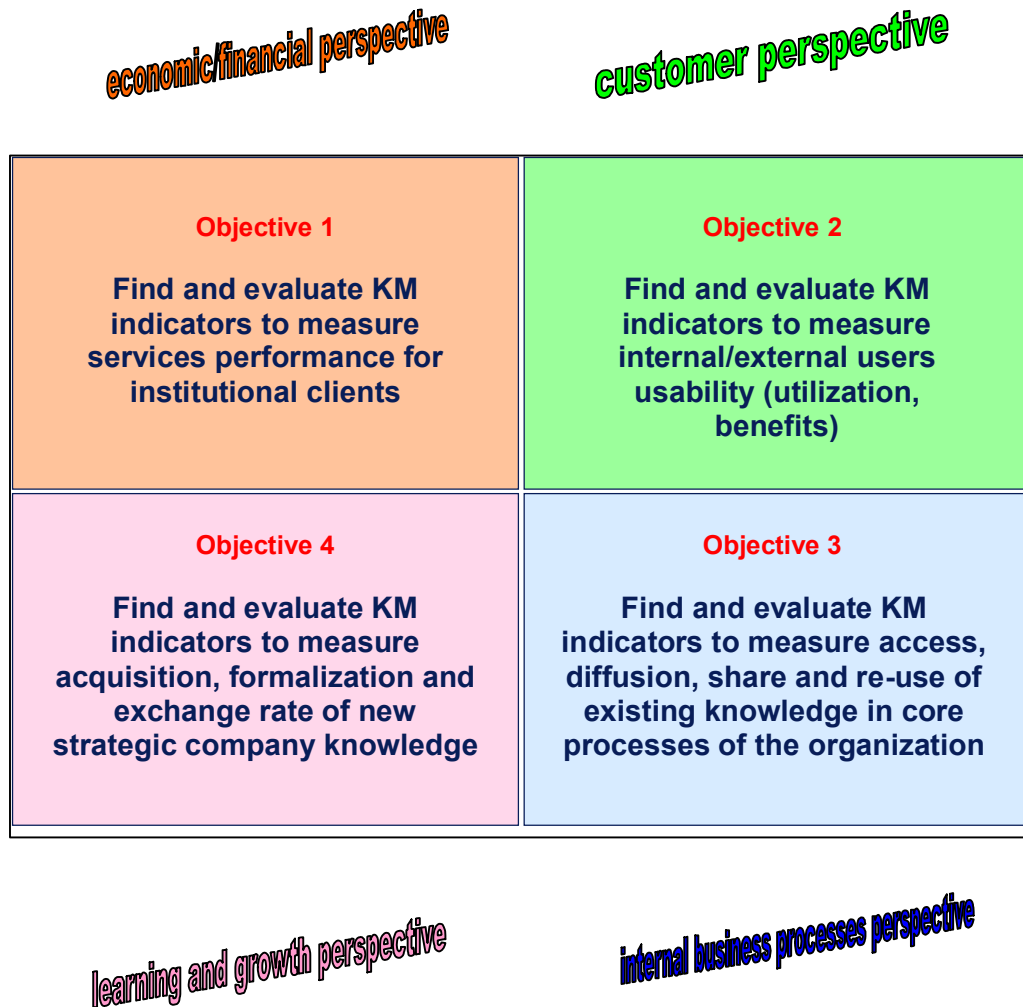 economic/financial perspective
customer perspective
Objective 1
Find and evaluate KM
indicators to measure
services performance for
institutional clients
Objective 2
Find and evaluate KM
indicators to measure
internal/external users
usability (utilization,
benefits)
Objective 4
Find and evaluate KM
indicators to measure
acquisition, formalization and
exchange rate of new
strategic company knowledge
Objective 3
Find and evaluate KM
indicators to measure access,
diffusion, share and re-use of
existing knowledge in core
processes of the organization
learning and growth perspective
internal business processes perspective